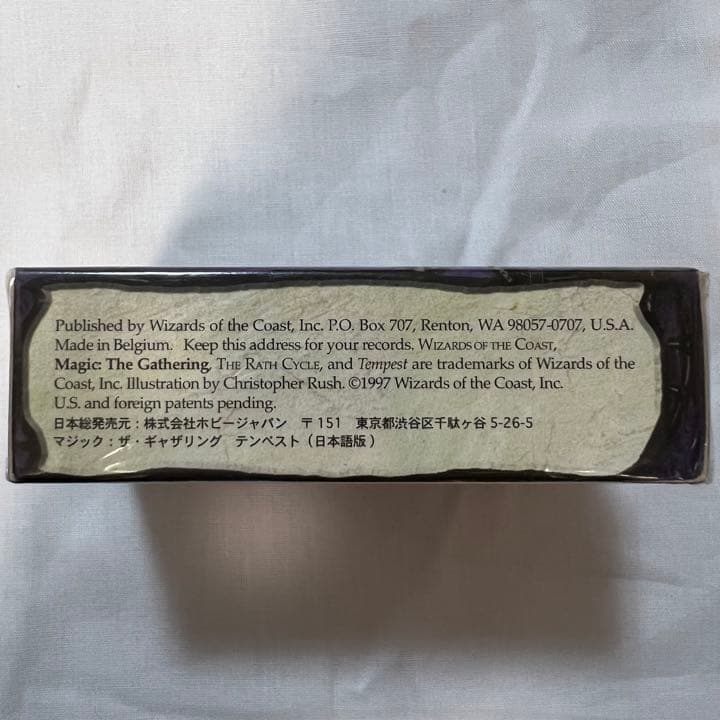 Published by Wizards of the Coast, Inc. P.O. Box 707, Renton, WA 98057-0707, U.S.A.
Made in Belgium. Keep this address for your records. WIZARDS OF THE COAST,
Magic: The Gathering, THE RATH CYCLE, and Tempest are trademarks of Wizards of the
Coast, Inc. Illustration by Christopher Rush. ©1997 Wizards of the Coast, Inc.
U.S. and foreign patents pending.
日本総発売元：株式会社ホビージャパン 〒151 東京都渋谷区千駄ヶ谷 5-26-5
マジック：ザ・ギャザリング テンペスト（日本語版）